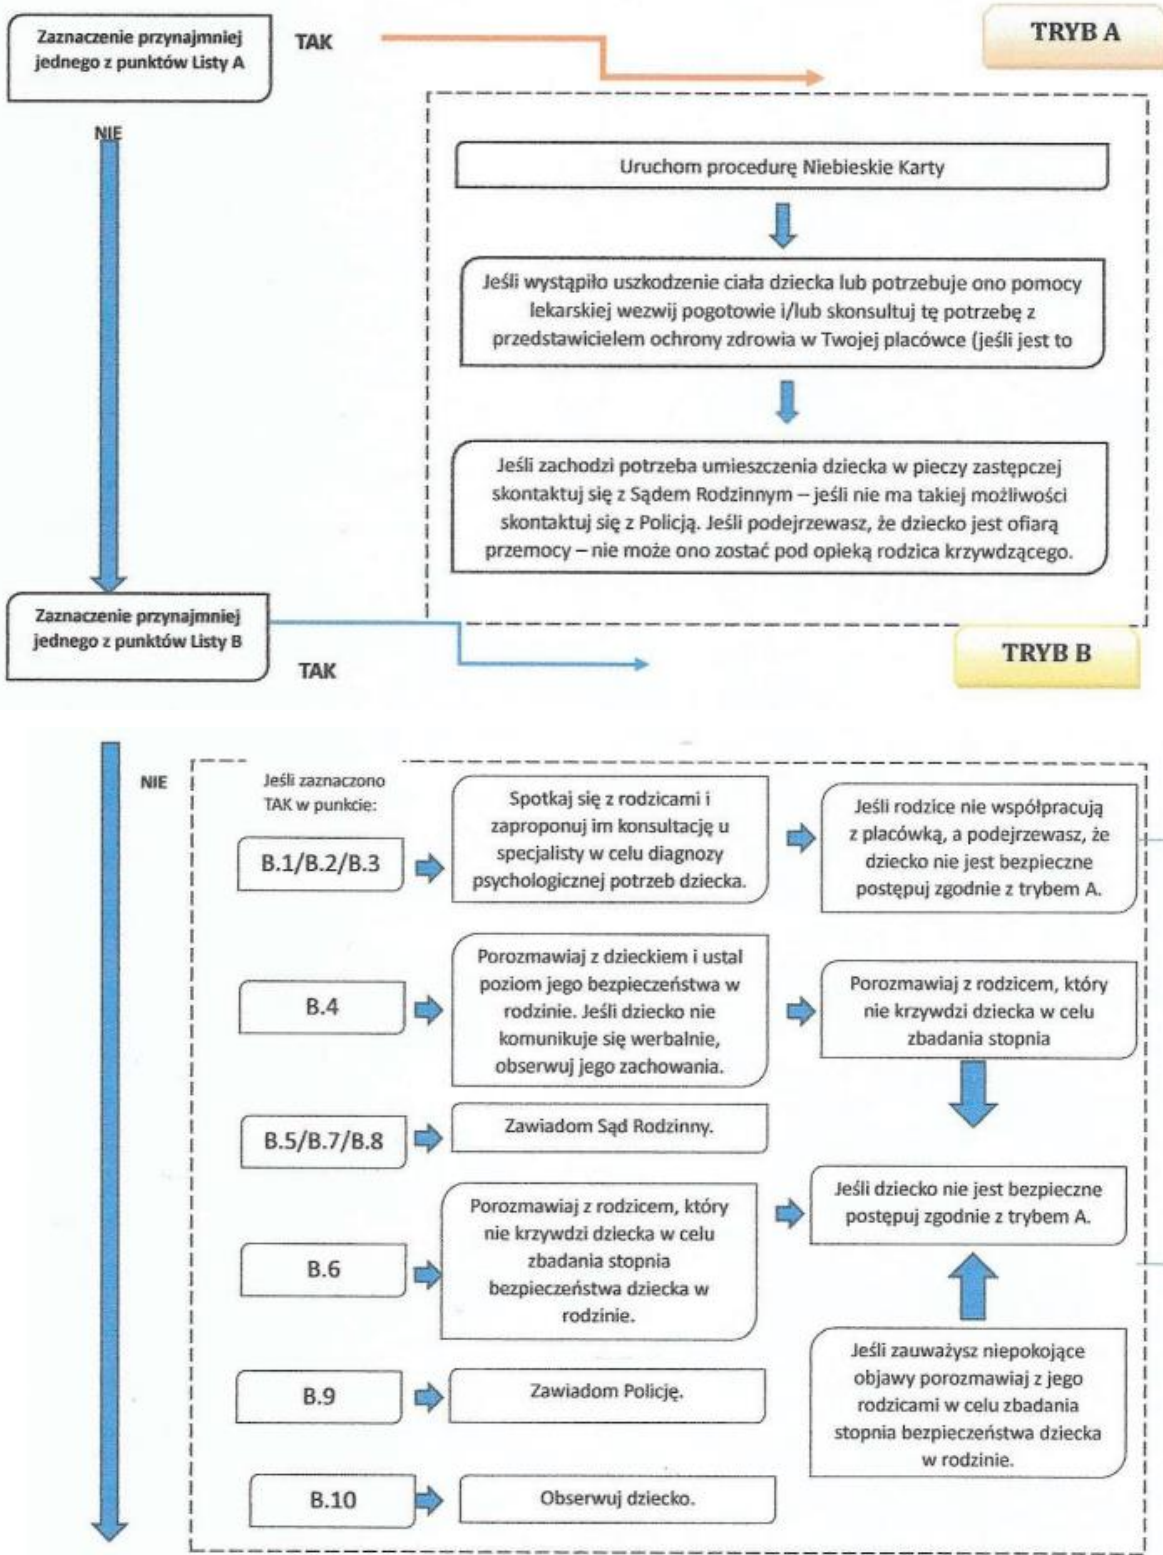 Zaznaczenie przynajmniej
jednego z punktów Listy A
TAK
TRYB A
NIE
Uruchom procedurę Niebieskie Karty
Jeśli wystąpiło uszkodzenie ciała dziecka lub potrzebuje ono pomocy
lekarskiej wezwij pogotowie i/lub skonsultuj tę potrzebę z
przedstawicielem ochrony zdrowia w Twojej placówce (jeśli jest to
Jeśli zachodzi potrzeba umieszczenia dziecka w pieczy zastępczej
skontaktuj się z Sądem Rodzinnym – jeśli nie ma takiej możliwości
skontaktuj się z Policją. Jeśli podejrzewasz, że dziecko jest ofiarą
przemocy – nie może ono zostać pod opieką rodzica krzywdzącego.
Zaznaczenie przynajmniej
jednego z punktów Listy B
TAK
TRYB B
NIE
Jeśli zaznaczono
TAK w punkcie:
B.1/B.2/B.3
Spotkaj się z rodzicami i
zaproponuj im konsultację u
specjalisty w celu diagnozy
psychologicznej potrzeb dziecka.
Jeśli rodzice nie współpracują
z placówką, a podejrzewasz, że
dziecko nie jest bezpieczne
postępuj zgodnie z trybem A.
B.4
Porozmawiaj z dzieckiem i ustal
poziom jego bezpieczeństwa w
rodzinie. Jeśli dziecko nie
komunikuje się werbalnie,
obserwuj jego zachowania.
Porozmawiaj z rodzicem, który
nie krzywdzi dziecka w celu
zbadania stopnia
B.5/B.7/B.8
Zawiadom Sąd Rodzinny.
B.6
Porozmawiaj z rodzicem, który
nie krzywdzi dziecka w celu
zbadania stopnia
bezpieczeństwa dziecka w
rodzinie.
Jeśli dziecko nie jest bezpieczne
postępuj zgodnie z trybem A.
B.9
Zawiadom Policję.
B.10
Obserwuj dziecko.
Jeśli zauważysz niepokojące
objawy porozmawiaj z jego
rodzicami w celu zbadania
stopnia bezpieczeństwa dziecka
w rodzinie.